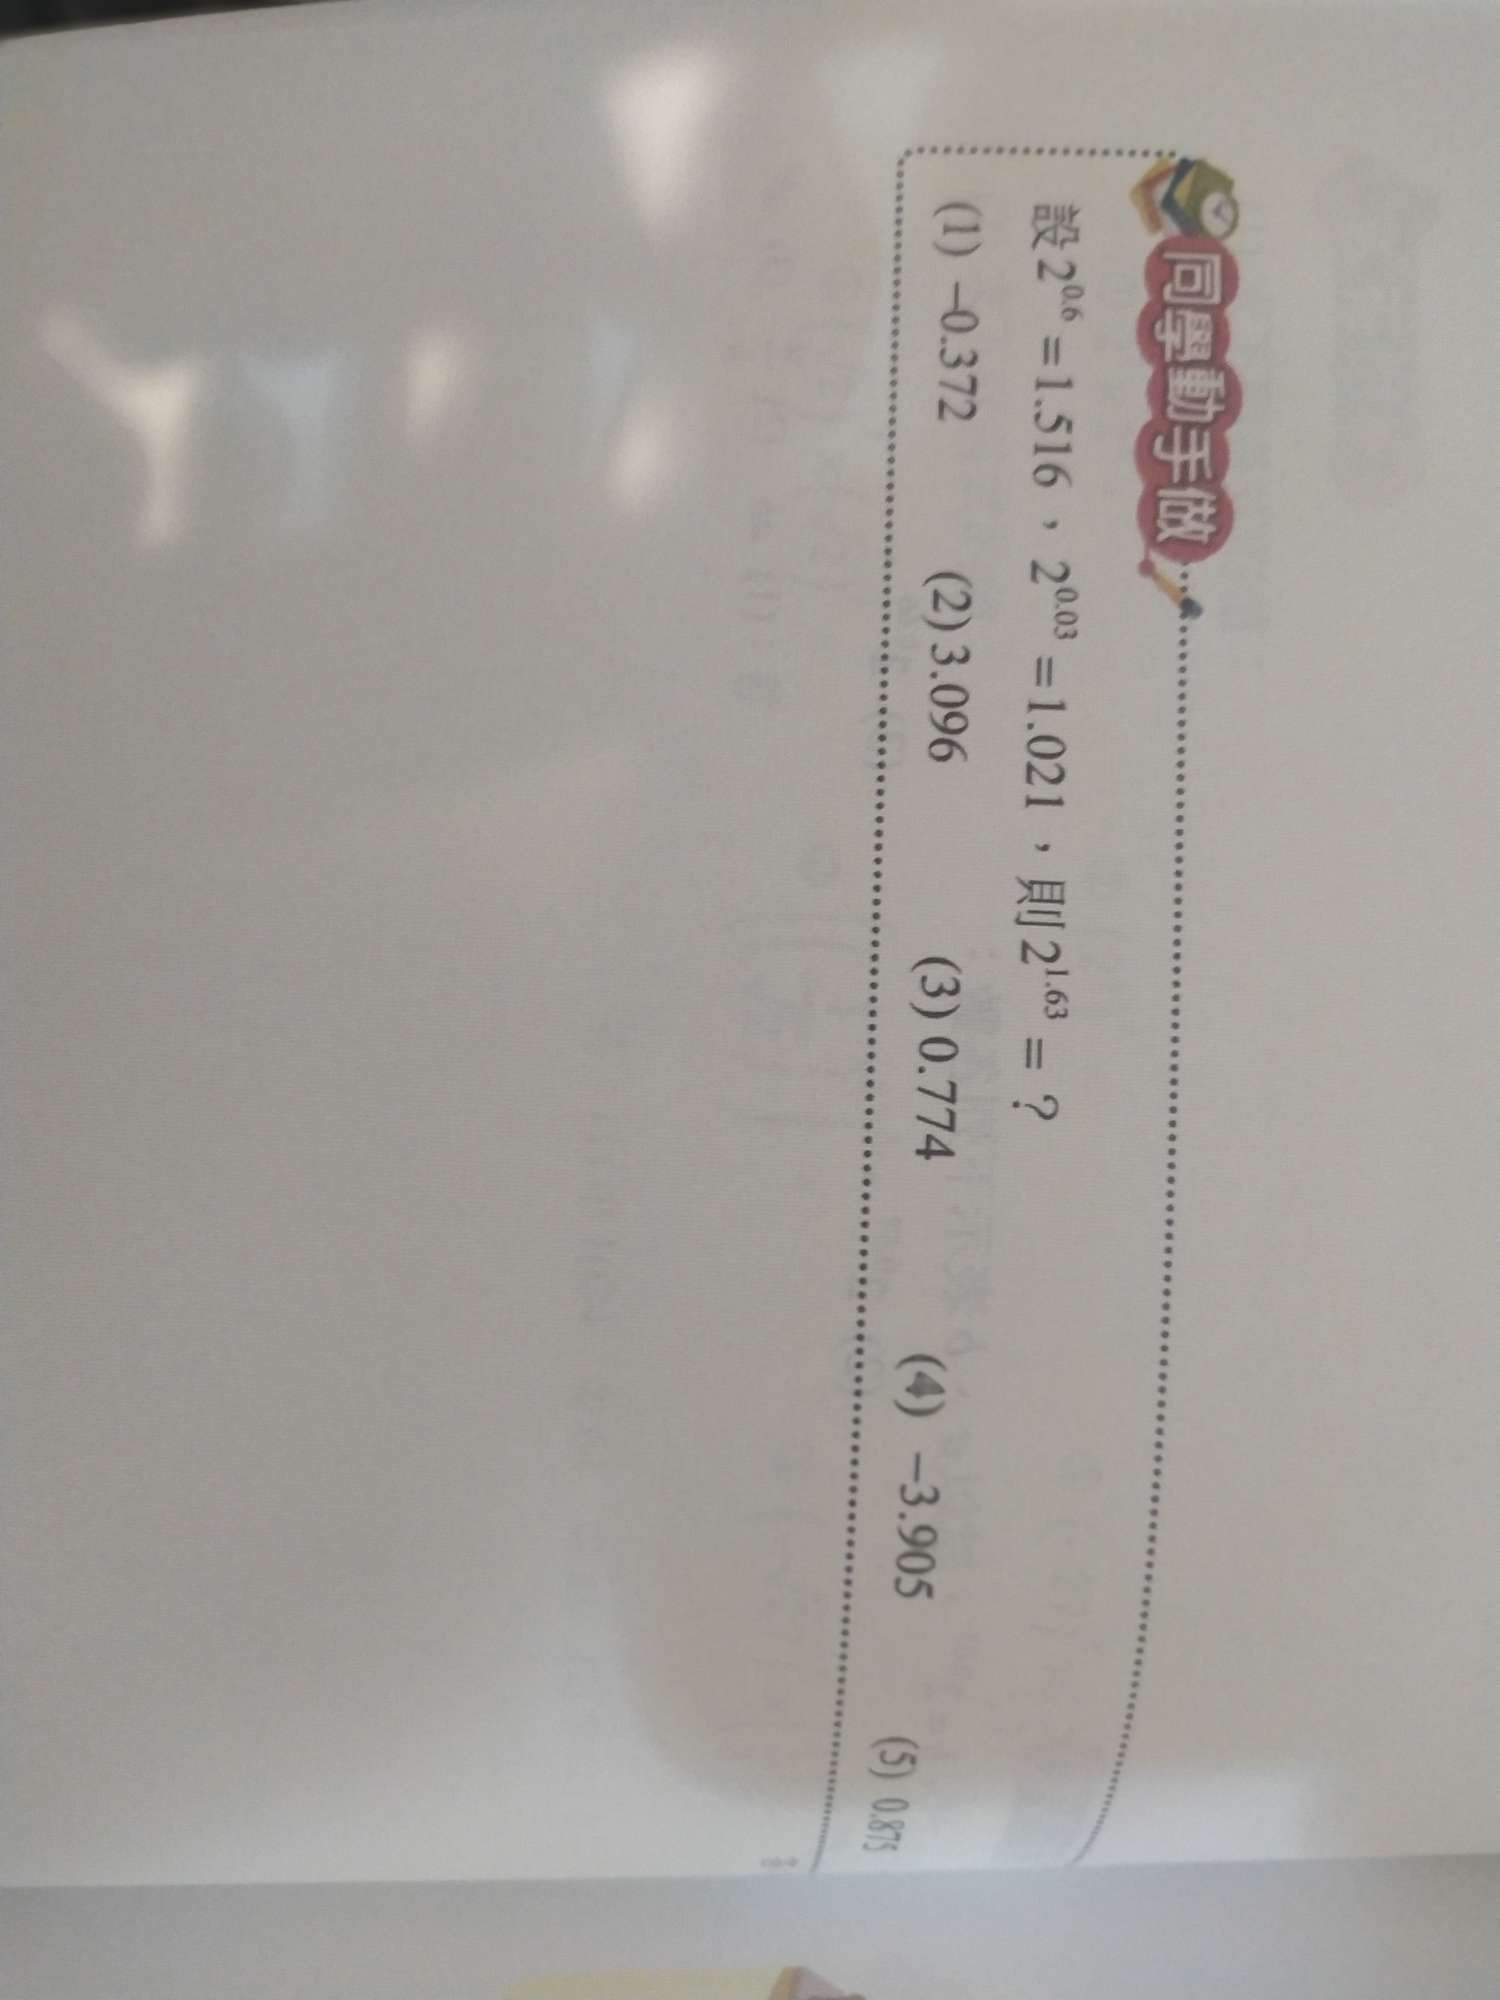 同學動手做
設 2^0.6 =1.516，2^0.03 =1.021，則 2^1.63 = ?
(1) –0.372 (2) 3.096 (3) 0.774 (4) –3.905 (5) 0.875